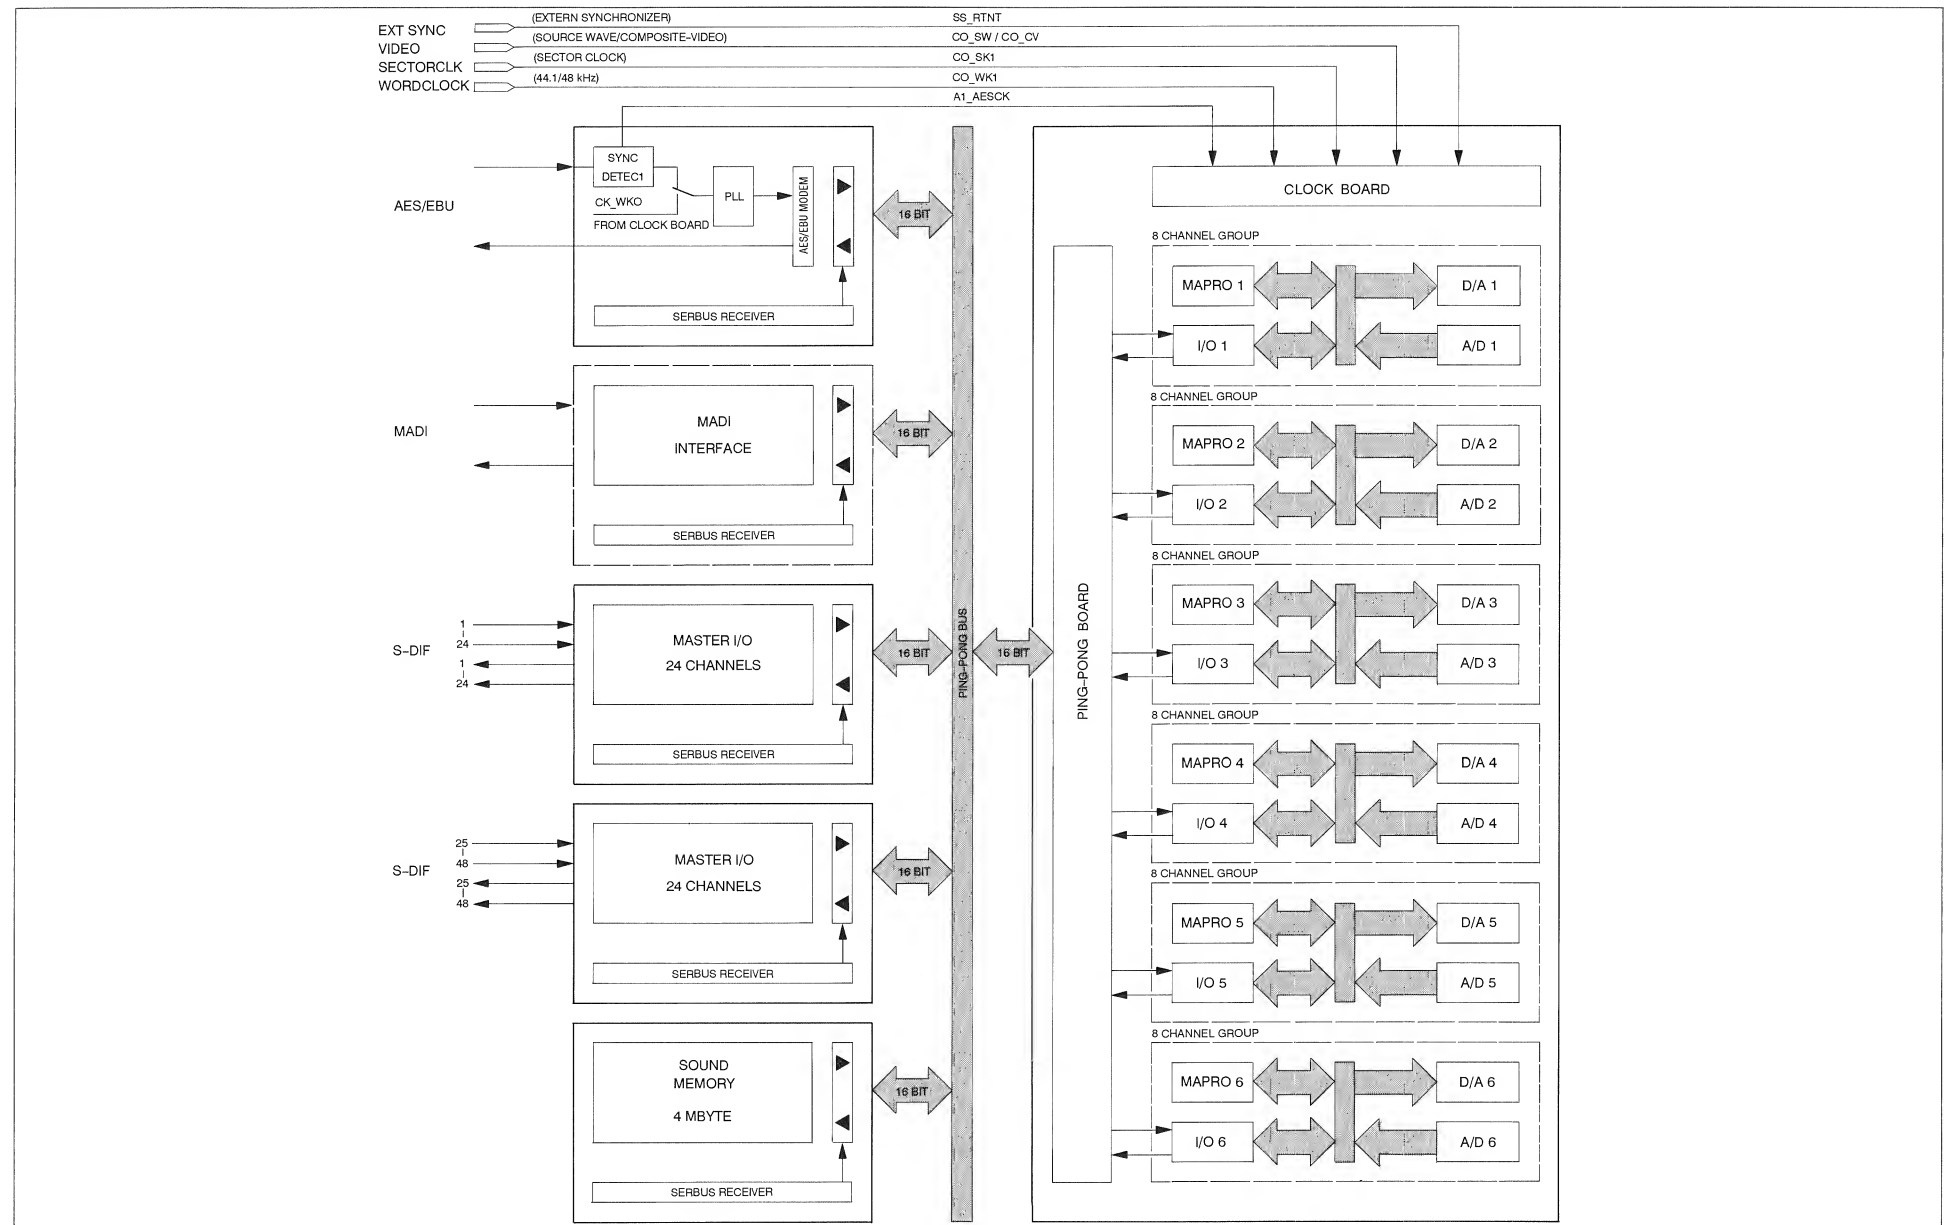 EXT SYNC (EXTERN SYNCHRONIZER) SS_RTNT
VIDEO (SOURCE WAVE/COMPOSITE-VIDEO) CO_SW / CO_CV
SECTORCLK (SECTOR CLOCK) CO_SK1
WORDCLOCK (44.1/48 kHz) CO_WK1
A1_AESCK
AES/EBU
SYNC
DETEC1
CK_WKO
FROM CLOCK BOARD
PLL
AES/EBU MODEM
SERBUS RECEIVER
16 BIT
MADI
MADI
INTERFACE
SERBUS RECEIVER
16 BIT
S-DIF
1
24
1
24
MASTER I/O
24 CHANNELS
SERBUS RECEIVER
16 BIT
S-DIF
25
48
25
48
MASTER I/O
24 CHANNELS
SERBUS RECEIVER
16 BIT
SOUND
MEMORY
4 MBYTE
SERBUS RECEIVER
16 BIT
PING-PONG BUS
16 BIT
PING-PONG BOARD
CLOCK BOARD
8 CHANNEL GROUP
MAPRO 1
D/A 1
I/O 1
A/D 1
8 CHANNEL GROUP
MAPRO 2
D/A 2
I/O 2
A/D 2
8 CHANNEL GROUP
MAPRO 3
D/A 3
I/O 3
A/D 3
8 CHANNEL GROUP
MAPRO 4
D/A 4
I/O 4
A/D 4
8 CHANNEL GROUP
MAPRO 5
D/A 5
I/O 5
A/D 5
8 CHANNEL GROUP
MAPRO 6
D/A 6
I/O 6
A/D 6